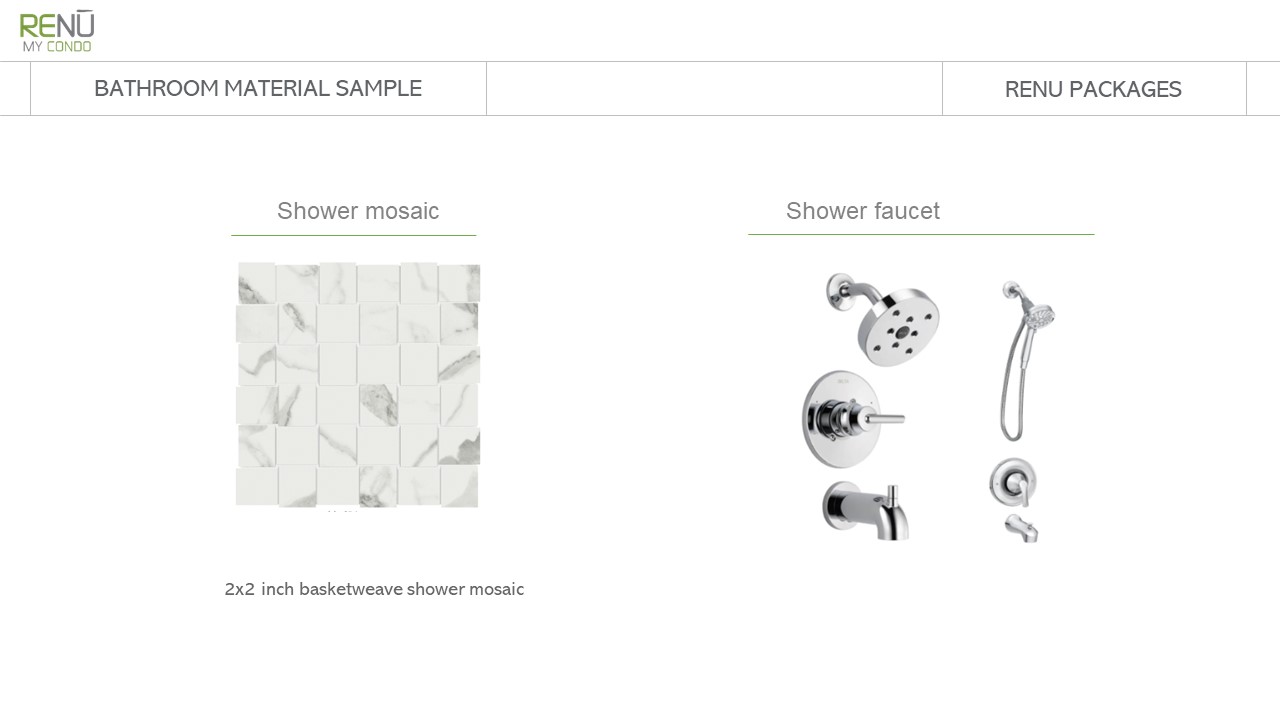 RENŪ
MY CONDO
BATHROOM MATERIAL SAMPLE
RENU PACKAGES
Shower mosaic
Shower faucet
2x2 inch basketweave shower mosaic